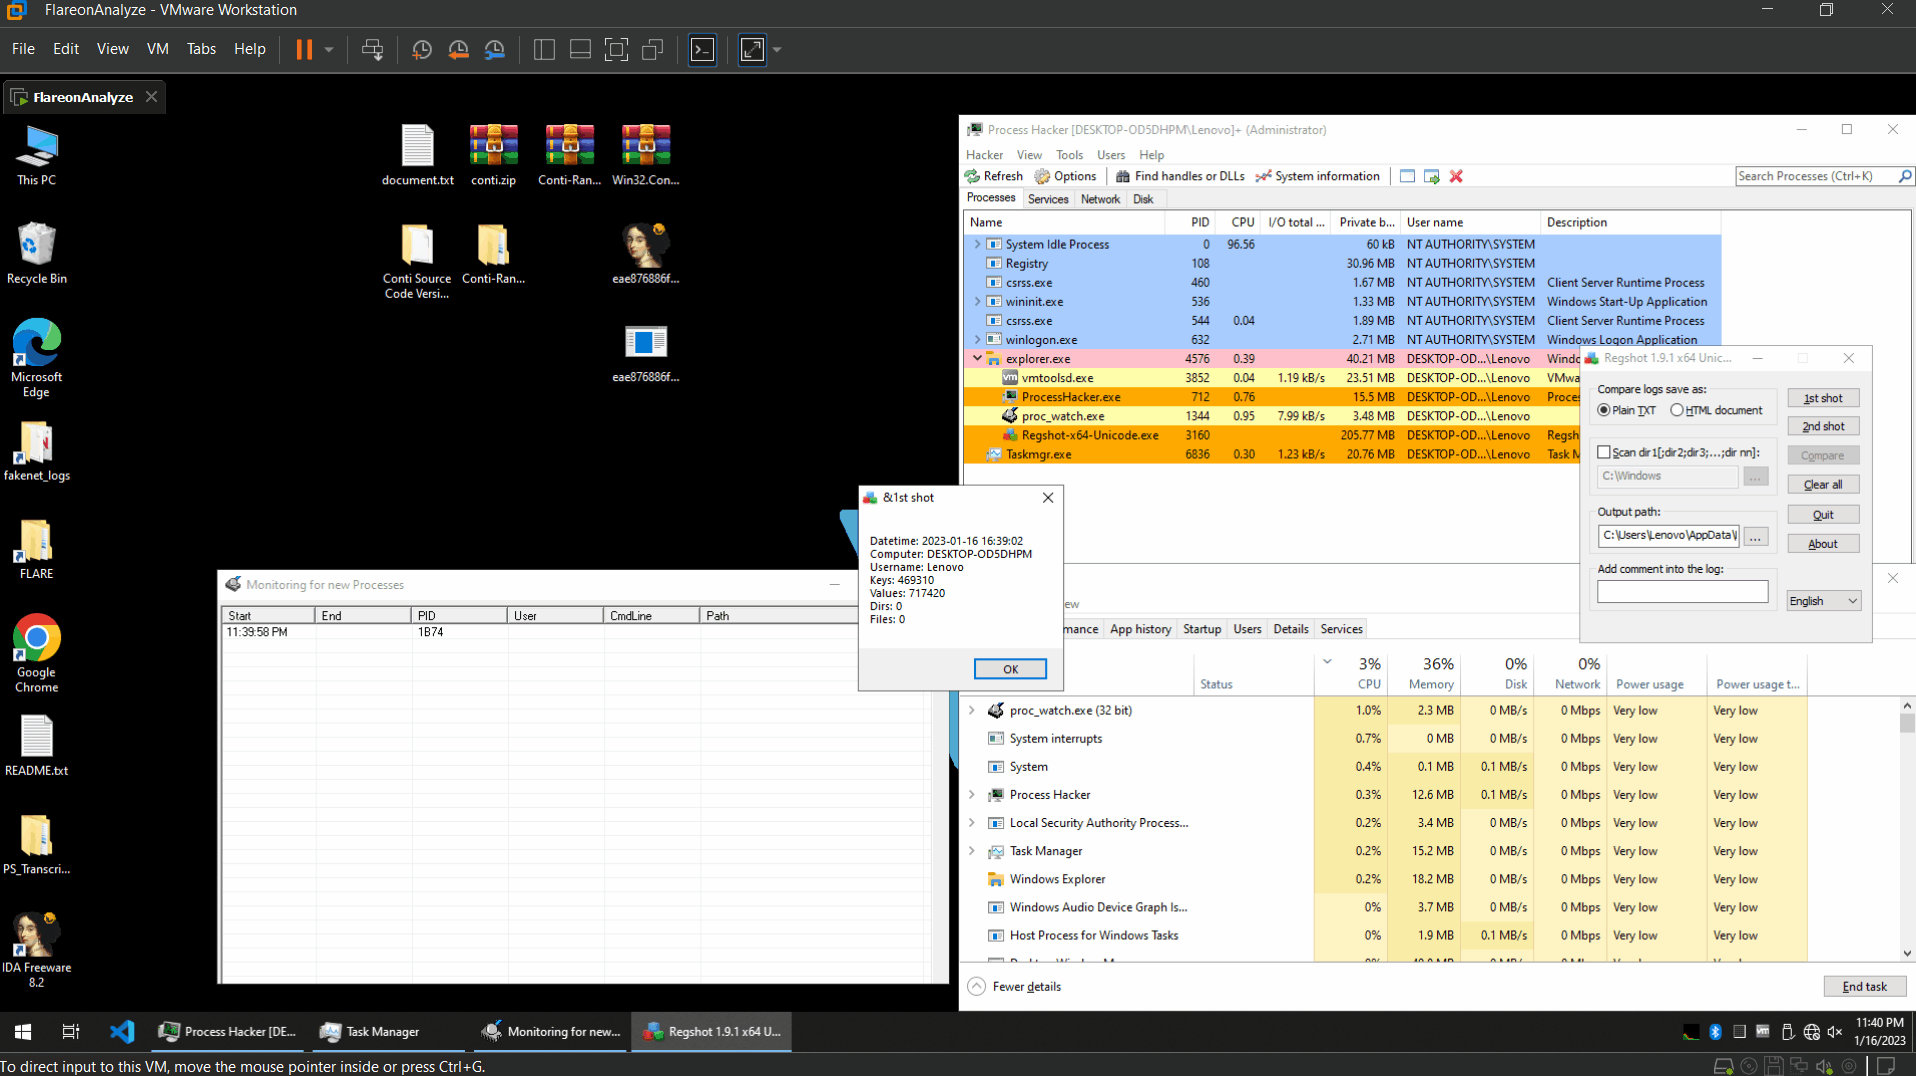 FlareonAnalyze - VMware Workstation
File Edit View VM Tabs Help
FlareonAnalyze
This PC
Recycle Bin
Microsoft
Edge
fakenet_logs
FLARE
Google
Chrome
README.txt
PS_Transcri...
IDA Freeware
8.2
document.txt
conti.zip
Conti-Ran...
Win32.Con...
Conti Source
Code Versi...
Conti-Ran...
eae876886f...
eae876886f...
Process Hacker [DESKTOP-OD5DHPM\Lenovo]+ (Administrator)
Hacker View Tools Users Help
Refresh Options Find handles or DLLs System information Search Processes (Ctrl+K)
Processes Services Network Disk
Name PID CPU I/O total ... Private b... User name Description
System Idle Process 0 96.56 60 kB NT AUTHORITY\SYSTEM
Registry 108 30.96 MB NT AUTHORITY\SYSTEM
csrss.exe 460 1.67 MB NT AUTHORITY\SYSTEM Client Server Runtime Process
wininit.exe 536 1.33 MB NT AUTHORITY\SYSTEM Windows Start-Up Application
csrss.exe 544 0.04 1.89 MB NT AUTHORITY\SYSTEM Client Server Runtime Process
winlogon.exe 632 2.71 MB NT AUTHORITY\SYSTEM Windows Logon Application
explorer.exe 4576 0.39 40.21 MB DESKTOP-OD...\Lenovo Windo
vmtoolsd.exe 3852 0.04 1.19 kB/s 23.51 MB DESKTOP-OD...\Lenovo VMwa
ProcessHacker.exe 712 0.76 15.5 MB DESKTOP-OD...\Lenovo Proces
proc_watch.exe 1344 0.95 7.99 kB/s 3.48 MB DESKTOP-OD...\Lenovo
Regshot-x64-Unicode.exe 3160 205.77 MB DESKTOP-OD...\Lenovo Regsh
Taskmgr.exe 6836 0.30 1.23 kB/s 20.76 MB DESKTOP-OD...\Lenovo Task M
Regshot 1.9.1 x64 Unic...
Compare logs save as:
Plain TXT HTML document
Scan dir1[;dir2;dir3;...;dir nn]:
C:\Windows ...
Output path:
C:\Users\Lenovo\AppData\ ...
Add comment into the log:
1st shot
2nd shot
Compare
Clear all
Quit
About
English
&1st shot
Datetime: 2023-01-16 16:39:02
Computer: DESKTOP-OD5DHPM
Username: Lenovo
Keys: 469310
Values: 717420
Dirs: 0
Files: 0
OK
Monitoring for new Processes
Start End PID User CmdLine Path
11:39:58 PM 1B74
ew
mance App history Startup Users Details Services
3% 36% 0% 0%
Status CPU Memory Disk Network Power usage Power usage t...
proc_watch.exe (32 bit) 1.0% 2.3 MB 0 MB/s 0 Mbps Very low Very low
System interrupts 0.7% 0 MB 0 MB/s 0 Mbps Very low Very low
System 0.4% 0.1 MB 0.1 MB/s 0 Mbps Very low Very low
Process Hacker 0.3% 12.6 MB 0.1 MB/s 0 Mbps Very low Very low
Local Security Authority Process... 0.2% 3.4 MB 0 MB/s 0 Mbps Very low Very low
Task Manager 0.2% 15.2 MB 0 MB/s 0 Mbps Very low Very low
Windows Explorer 0.2% 18.2 MB 0 MB/s 0 Mbps Very low Very low
Windows Audio Device Graph Is... 0% 3.7 MB 0 MB/s 0 Mbps Very low Very low
Host Process for Windows Tasks 0% 1.9 MB 0.1 MB/s 0 Mbps Very low Very low
Fewer details End task
Process Hacker [DE... Task Manager Monitoring for new... Regshot 1.9.1 x64 U...
11:40 PM
1/16/2023
To direct input to this VM, move the mouse pointer inside or press Ctrl+G.